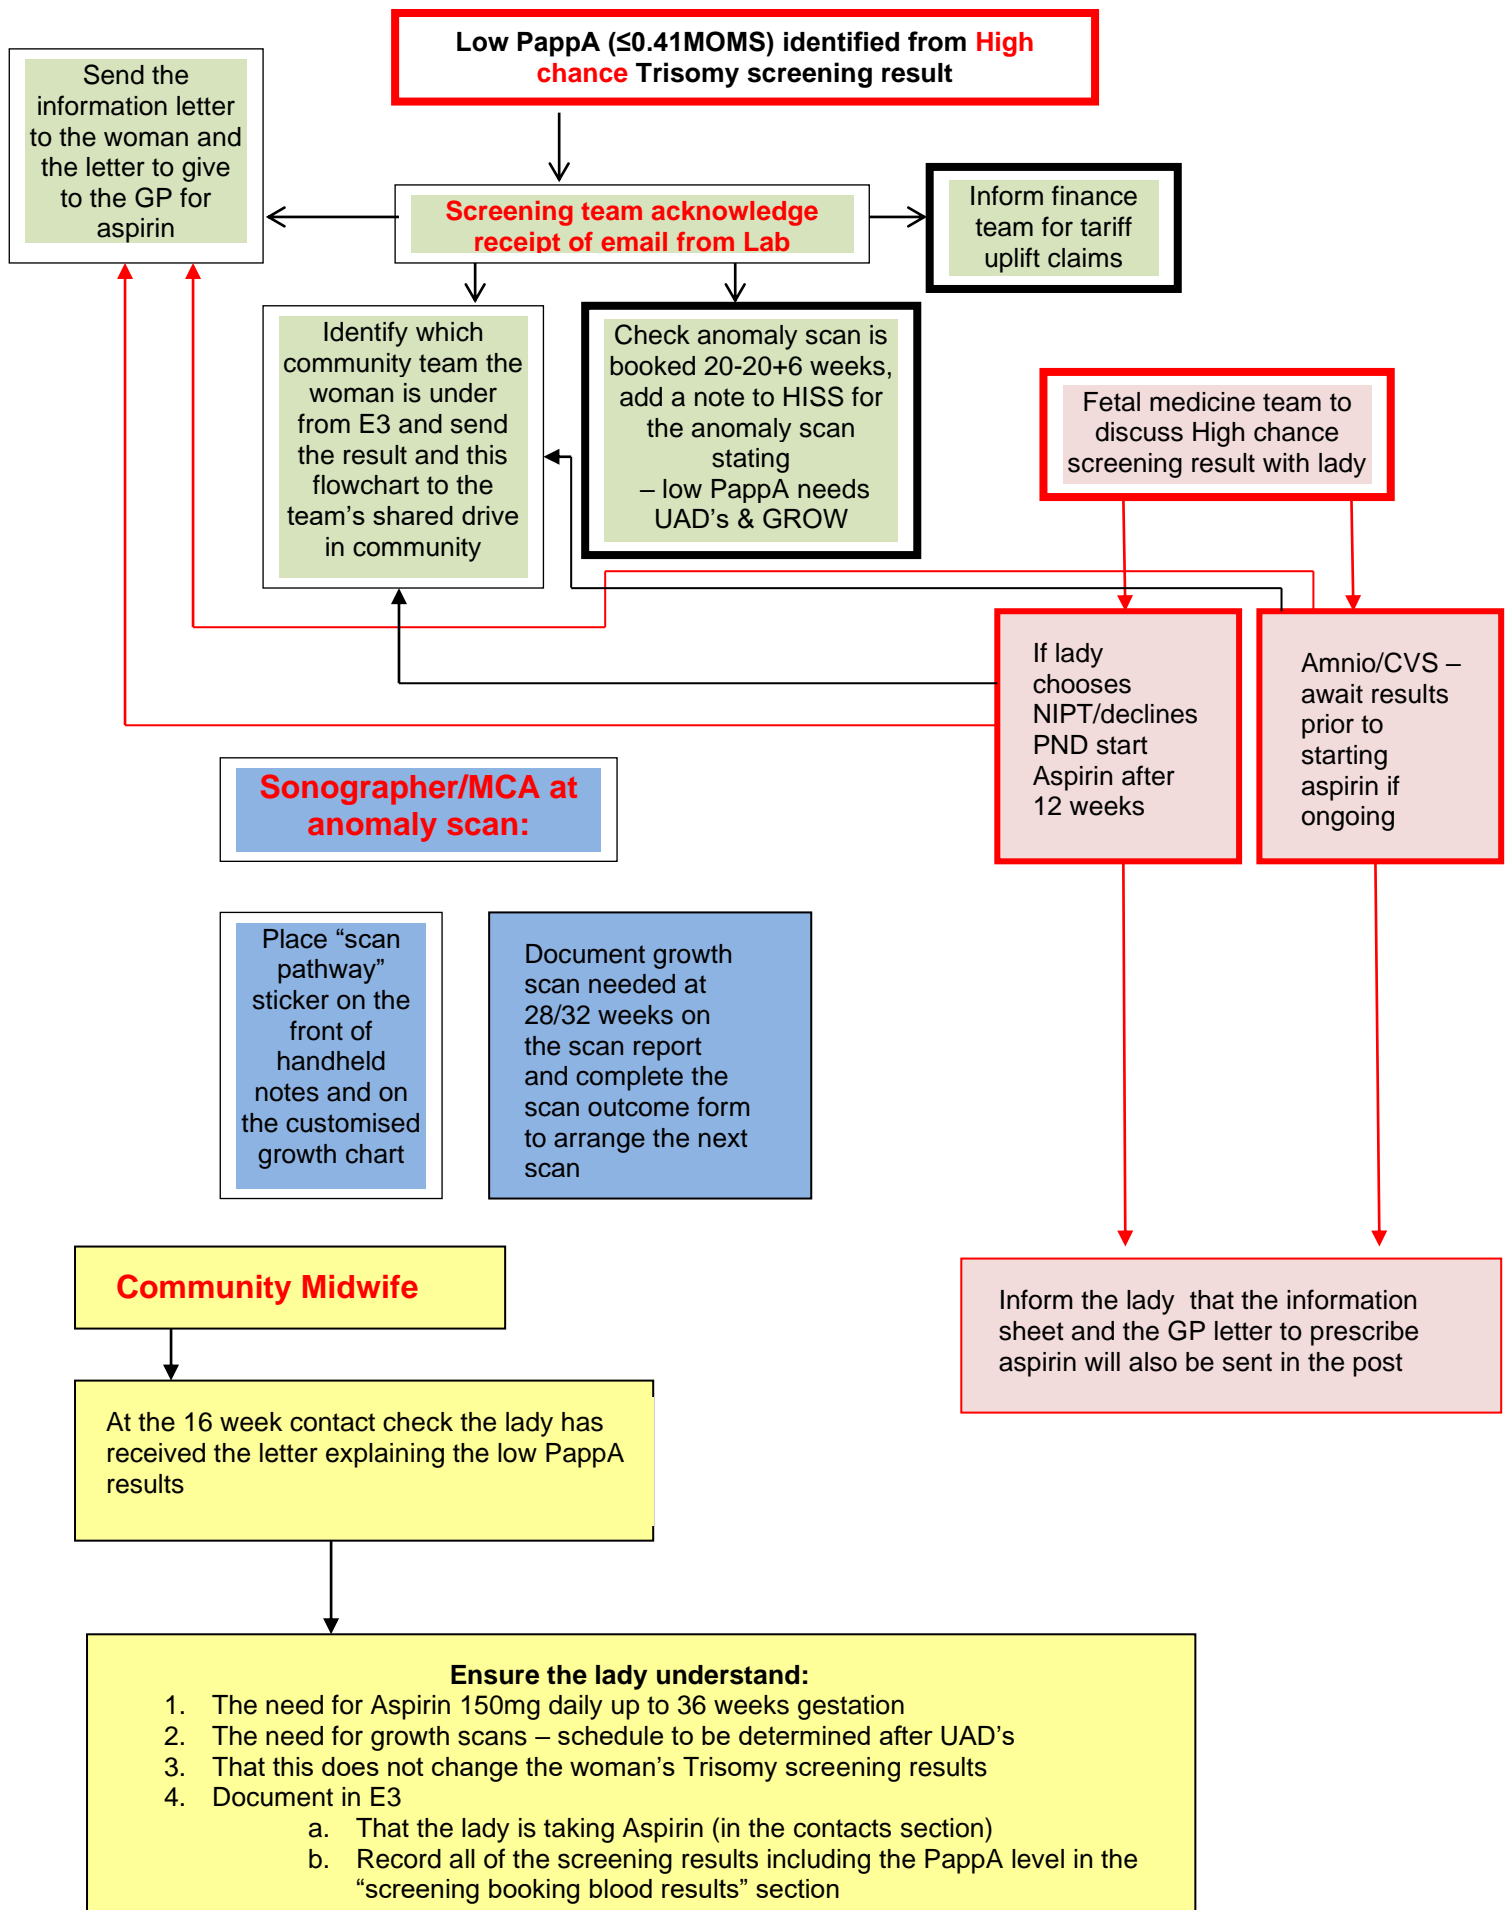 Low PappA (≤0.41MOMS) identified from High
chance Trisomy screening result
Send the
information letter
to the woman and
the letter to give
to the GP for
aspirin
Screening team acknowledge
receipt of email from Lab
Inform finance
team for tariff
uplift claims
Identify which
community team the
woman is under
from E3 and send
the result and this
flowchart to the
team's shared drive
in community
Check anomaly scan is
booked 20-20+6 weeks,
add a note to HISS for
the anomaly scan
stating
– low PappA needs
UAD's & GROW
Fetal medicine team to
discuss High chance
screening result with lady
If lady
chooses
NIPT/declines
PND start
Aspirin after
12 weeks
Amnio/CVS –
await results
prior to
starting
aspirin if
ongoing
Sonographer/MCA at
anomaly scan:
Place “scan
pathway”
sticker on the
front of
handheld
notes and on
the customised
growth chart
Document growth
scan needed at
28/32 weeks on
the scan report
and complete the
scan outcome form
to arrange the next
scan
Inform the lady  that the information
sheet and the GP letter to prescribe
aspirin will also be sent in the post
Community Midwife
At the 16 week contact check the lady has
received the letter explaining the low PappA
results
Ensure the lady understand:
1. The need for Aspirin 150mg daily up to 36 weeks gestation
2. The need for growth scans – schedule to be determined after UAD's
3. That this does not change the woman's Trisomy screening results
4. Document in E3
a. That the lady is taking Aspirin (in the contacts section)
b. Record all of the screening results including the PappA level in the
“screening booking blood results” section